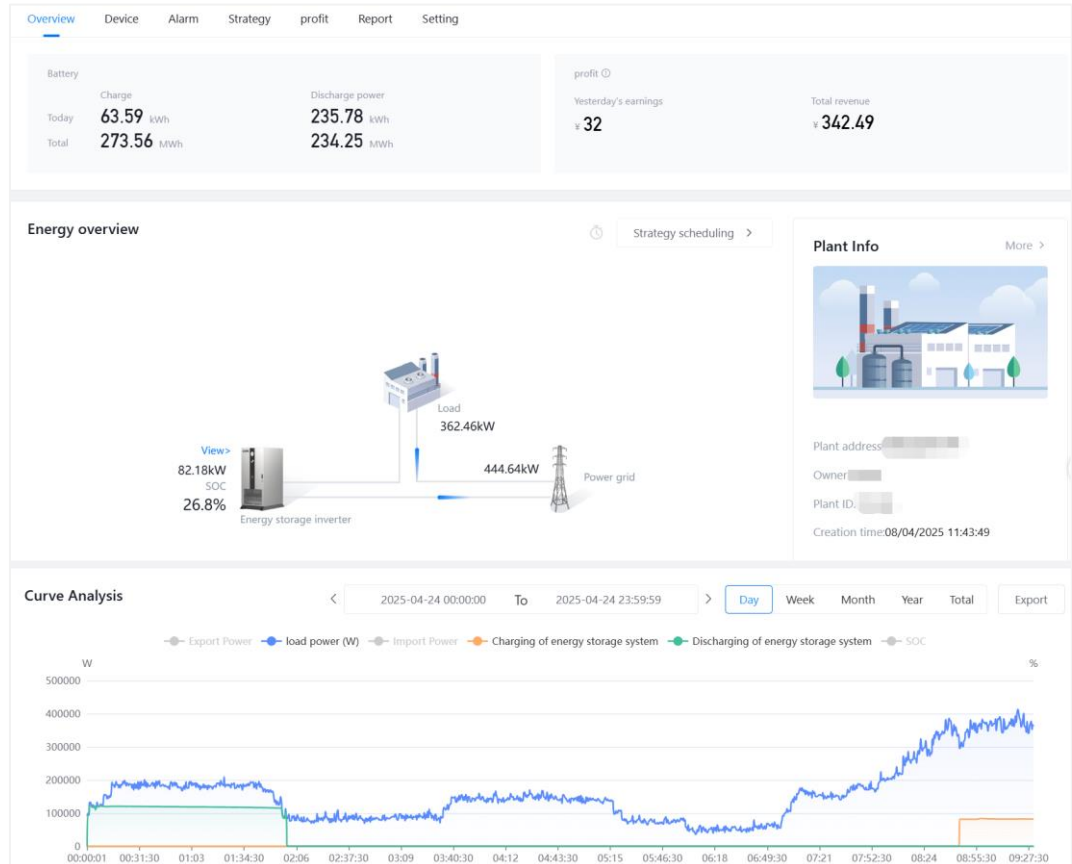 Overview Device Alarm Strategy profit Report Setting
Battery
Charge Discharge power
Today 63.59 kWh 235.78 kWh
Total 273.56 MWh 234.25 MWh
profit
Yesterday's earnings Total revenue
¥ 32 ¥ 342.49
Energy overview
Strategy scheduling >
Load
362.46kW
View>
82.18kW
SOC
26.8%
Energy storage inverter
444.64kW
Power grid
Plant Info More >
Plant address
Owner
Plant ID.
Creation time:08/04/2025 11:43:49
Curve Analysis
< 2025-04-24 00:00:00 To 2025-04-24 23:59:59 > Day Week Month Year Total Export
Export Power load power (W) Import Power Charging of energy storage system Discharging of energy storage system SOC
W %
500000
400000
300000
200000
100000
0
00:00:01 00:31:30 01:03 01:34:30 02:06 02:37:30 03:09 03:40:30 04:12 04:43:30 05:15 05:46:30 06:18 06:49:30 07:21 07:52:30 08:24 08:55:30 09:27:30